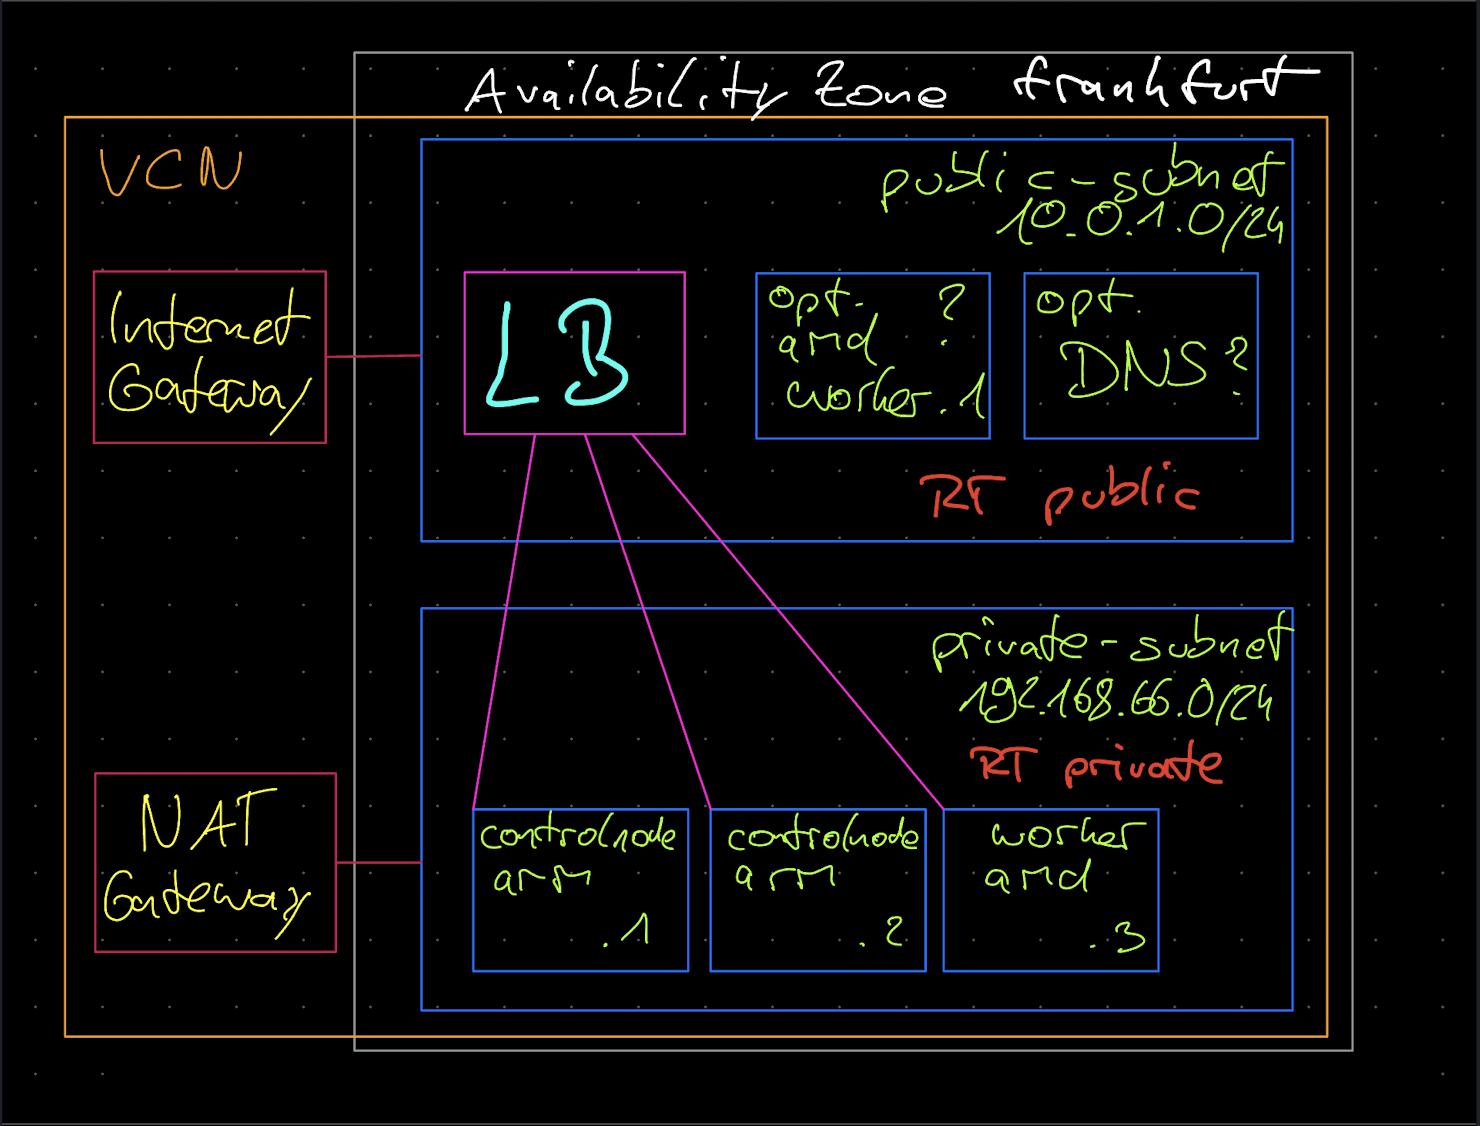 Availability Zone frankfurt
VCN
public-subnet
10.0.1.0/24
Internet
Gateway
LB
opt. ?
amd
worker .1
opt.
DNS?
RT public
private-subnet
192.168.66.0/24
RT private
NAT
Gateway
controlnode
arm
.1
controlnode
arm
.2
worker
amd
.3